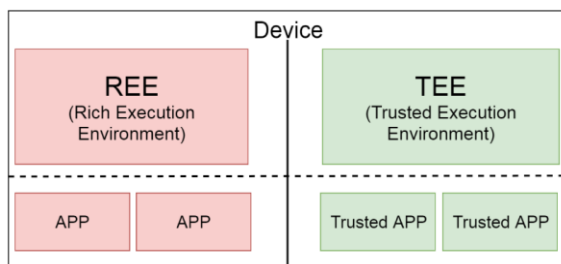 Device
REE
(Rich Execution
Environment)
TEE
(Trusted Execution
Environment)
APP
APP
Trusted APP
Trusted APP